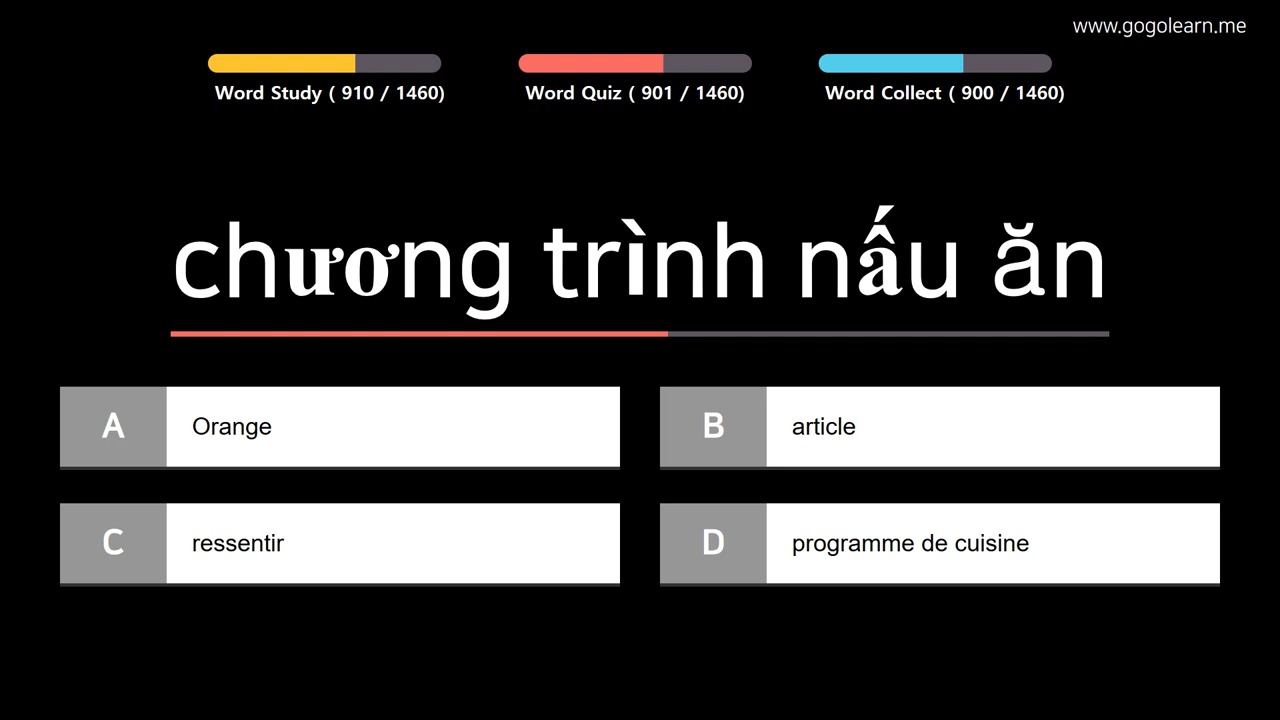 www.gogolearn.me
Word Study ( 910 / 1460)
Word Quiz ( 901 / 1460)
Word Collect ( 900 / 1460)
chương trình nấu ăn
A Orange
B article
C ressentir
D programme de cuisine